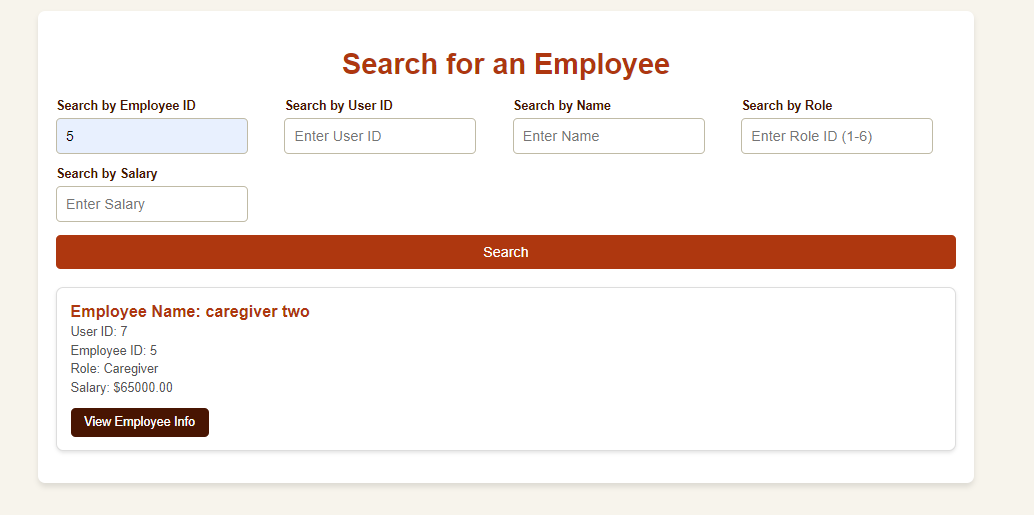 Search for an Employee
Search by Employee ID
Search by User ID
Search by Name
Search by Role
5
Enter User ID
Enter Name
Enter Role ID (1-6)
Search by Salary
Enter Salary
Search
Employee Name: caregiver two
User ID: 7
Employee ID: 5
Role: Caregiver
Salary: $65000.00
View Employee Info